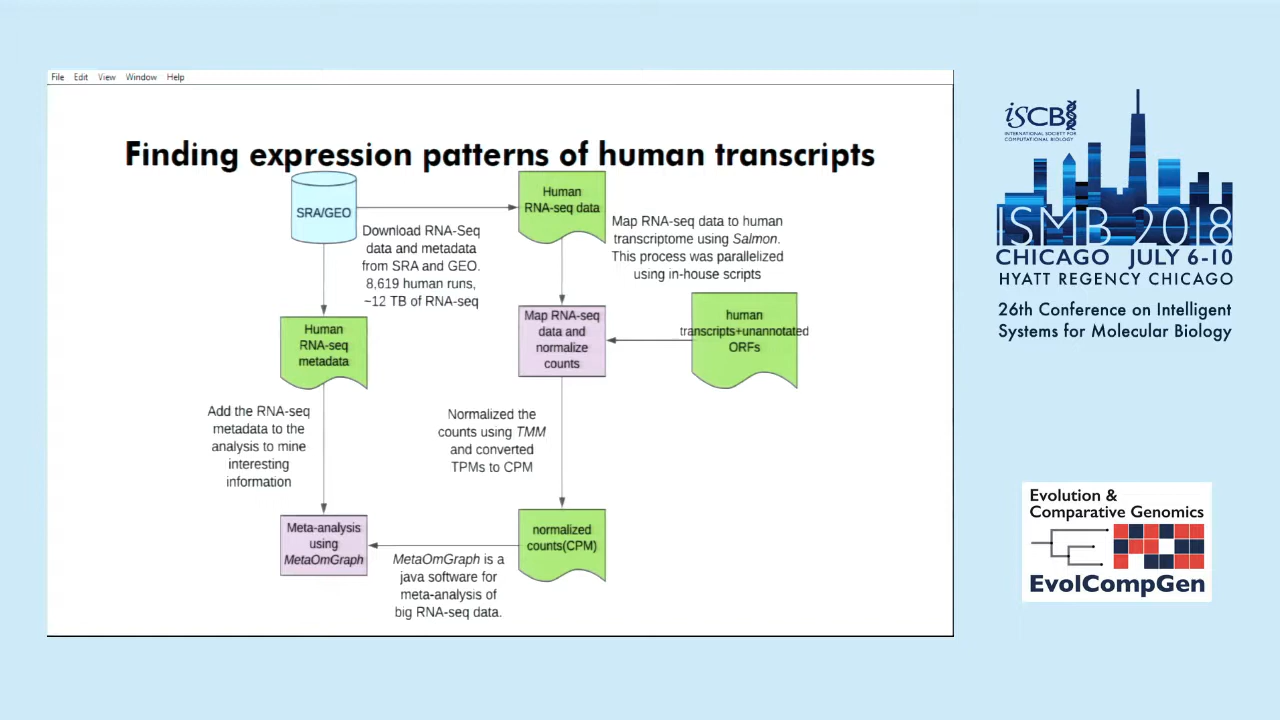 File Edit View Window Help
Finding expression patterns of human transcripts
SRA/GEO
Download RNA-Seq
data and metadata
from SRA and GEO.
8,619 human runs,
~12 TB of RNA-seq
Human
RNA-seq data
Map RNA-seq data to human
transcriptome using Salmon.
This process was parallelized
using in-house scripts
Human
RNA-seq
metadata
Map RNA-seq
data and
normalize
counts
human
transcripts+unannotated
ORFs
Add the RNA-seq
metadata to the
analysis to mine
interesting
information
Normalized the
counts using TMM
and converted
TPMs to CPM
Meta-analysis
using
MetaOmGraph
MetaOmGraph is a
java software for
meta-analysis of
big RNA-seq data.
normalized
counts(CPM)
iSCB
INTERNATIONAL SOCIETY FOR
COMPUTATIONAL BIOLOGY
ISMB 2018
CHICAGO JULY 6-10
HYATT REGENCY CHICAGO
26th Conference on Intelligent
Systems for Molecular Biology
Evolution &
Comparative Genomics
EvolCompGen